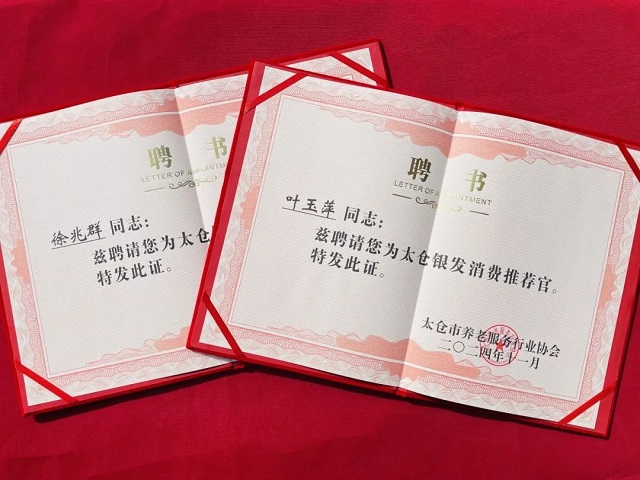 聘书
LETTER OF APPOINTMENT
徐兆群 同志：
兹聘请您为太仓
特发此证。
聘书
LETTER OF APPOINTMENT
叶玉萍 同志：
兹聘请您为太仓银发消费推荐官。
特发此证。
太仓市养老服务行业协会
二〇二四年十一月